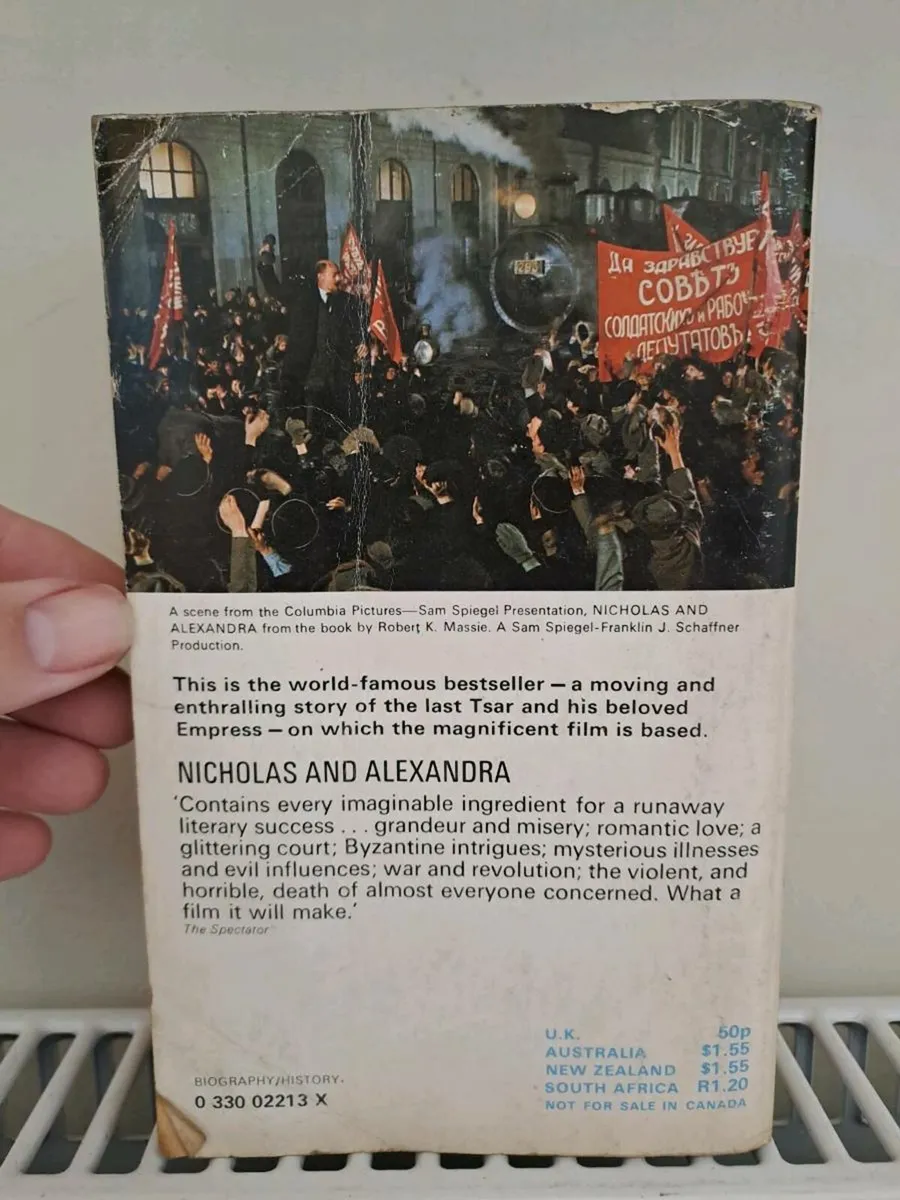 293
ДА ЗДРАВСТВУЕ
СОВѢТЪ
СОЛДАТСКИХЪ и РАБОЧ
ДЕПУТАТОВЪ
A scene from the Columbia Pictures—Sam Spiegel Presentation, NICHOLAS AND
ALEXANDRA from the book by Robert K. Massie. A Sam Spiegel-Franklin J. Schaffner
Production.
This is the world-famous bestseller – a moving and
enthralling story of the last Tsar and his beloved
Empress – on which the magnificent film is based.
NICHOLAS AND ALEXANDRA
‘Contains every imaginable ingredient for a runaway
literary success . . . grandeur and misery; romantic love; a
glittering court; Byzantine intrigues; mysterious illnesses
and evil influences; war and revolution; the violent, and
horrible, death of almost everyone concerned. What a
film it will make.’
The Spectator
U.K. 50p
AUSTRALIA $1.55
NEW ZEALAND $1.55
SOUTH AFRICA R1.20
NOT FOR SALE IN CANADA
BIOGRAPHY/HISTORY
0 330 02213 X